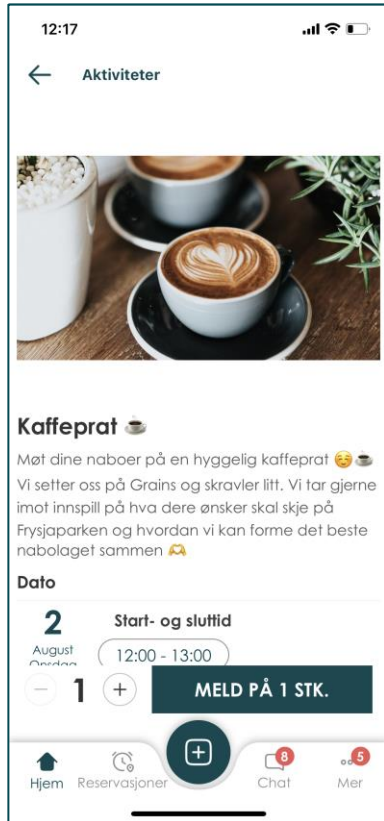 12:17
Aktiviteter
Kaffeprat ☕
Møt dine naboer på en hyggelig kaffeprat ☺️☕
Vi setter oss på Grains og skravler litt. Vi tar gjerne
imot innspill på hva dere ønsker skal skje på
Frysjaparken og hvordan vi kan forme det beste
nabolaget sammen 🫶
Dato
2
August
Onsdag
Start- og sluttid
12:00 - 13:00
1
MELD PÅ 1 STK.
Hjem
Reservasjoner
8
Chat
5
Mer